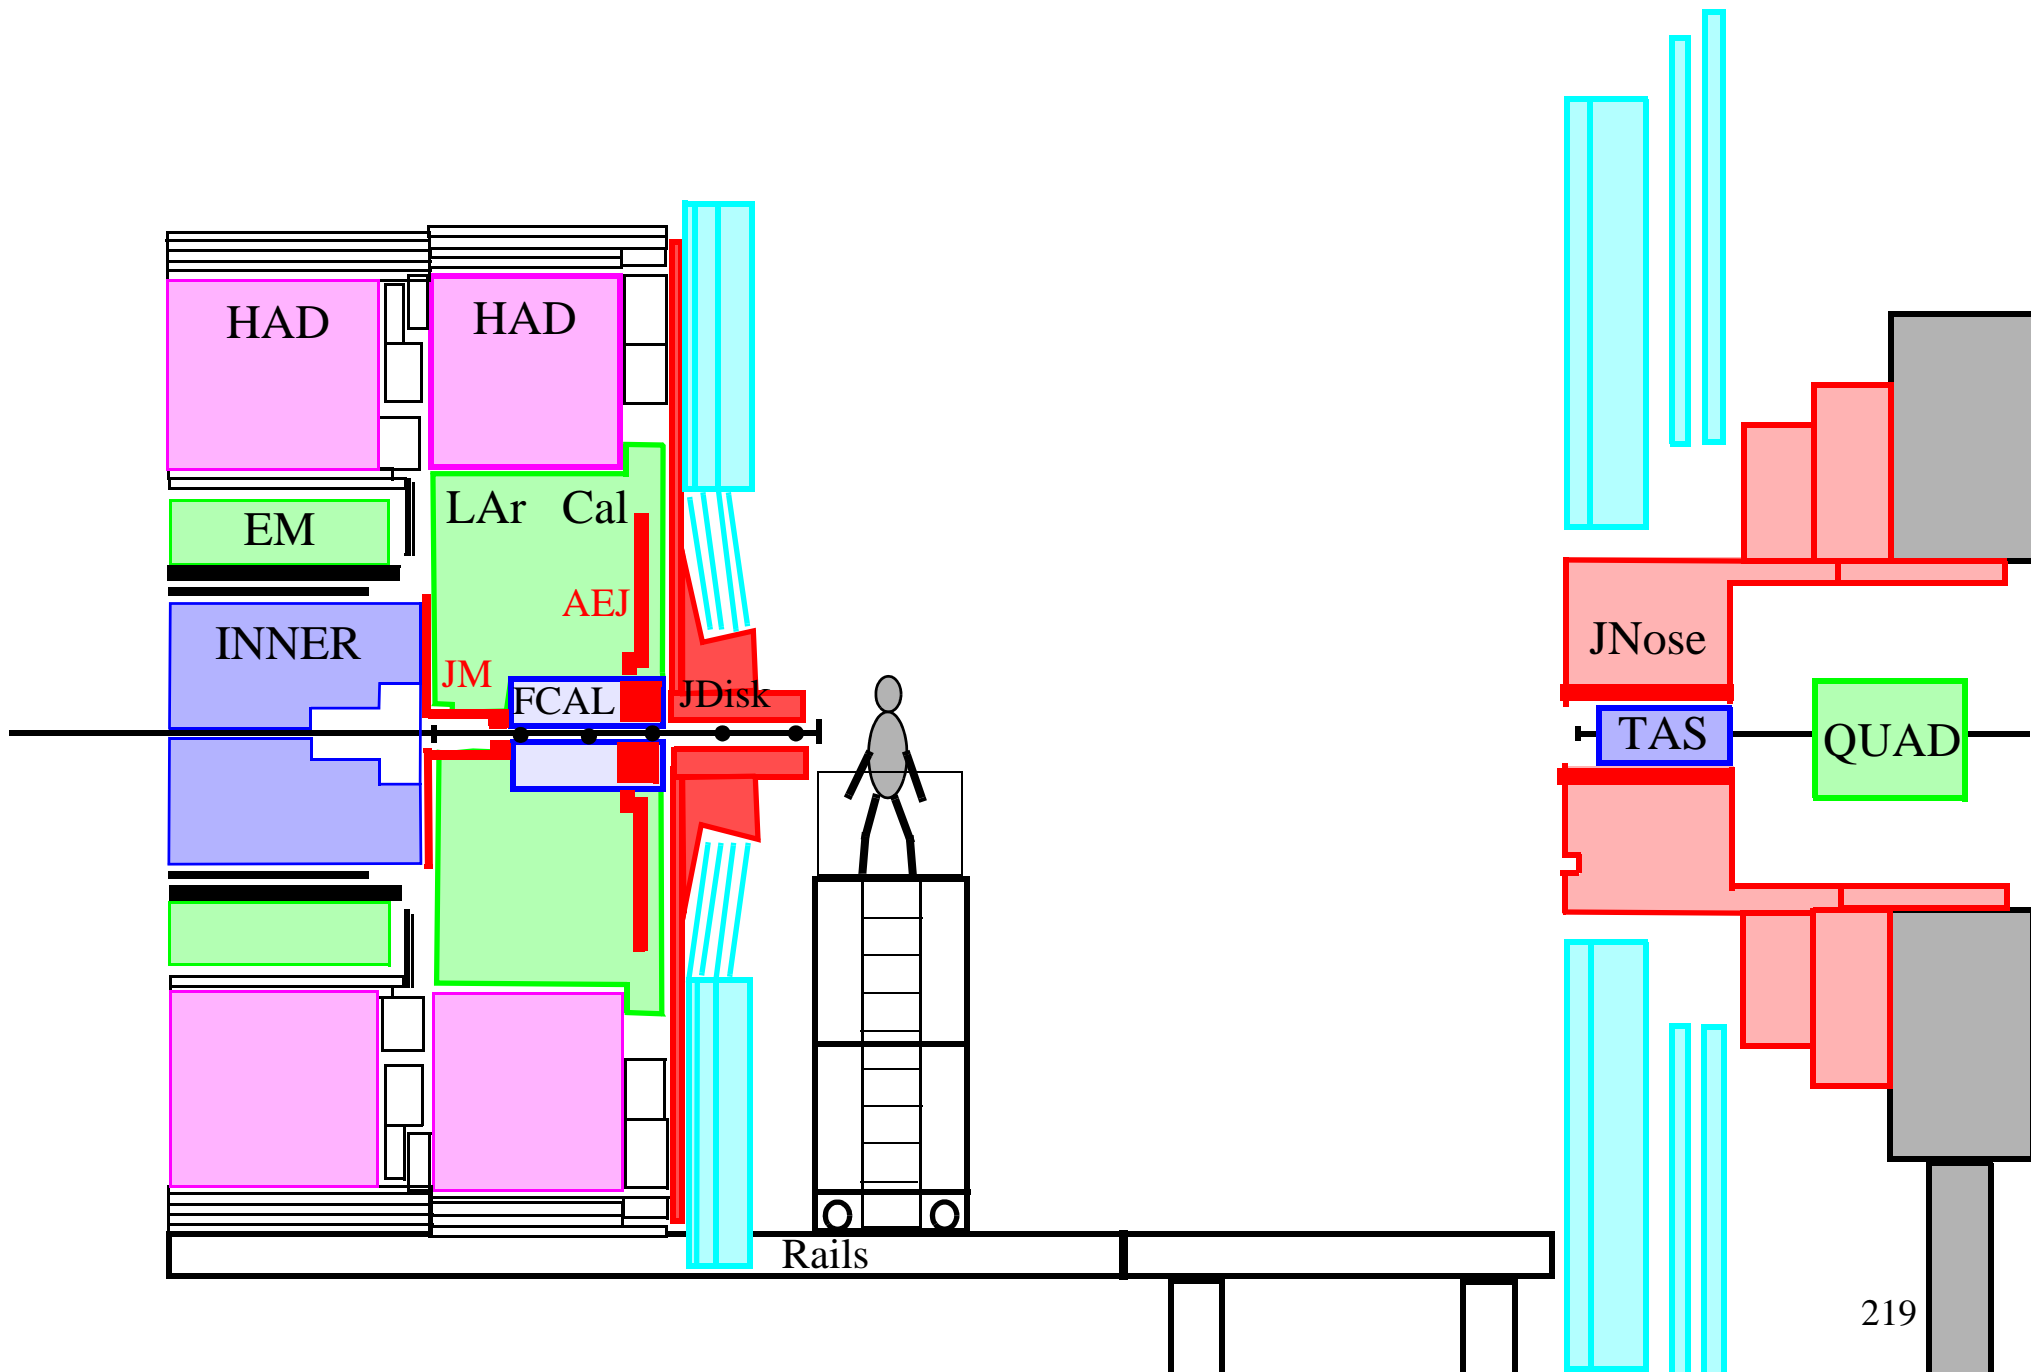 HAD
HAD
LAr Cal
EM
AEJ
INNER
JNose
JM
FCAL
JDisk
TAS
QUAD
Rails
219